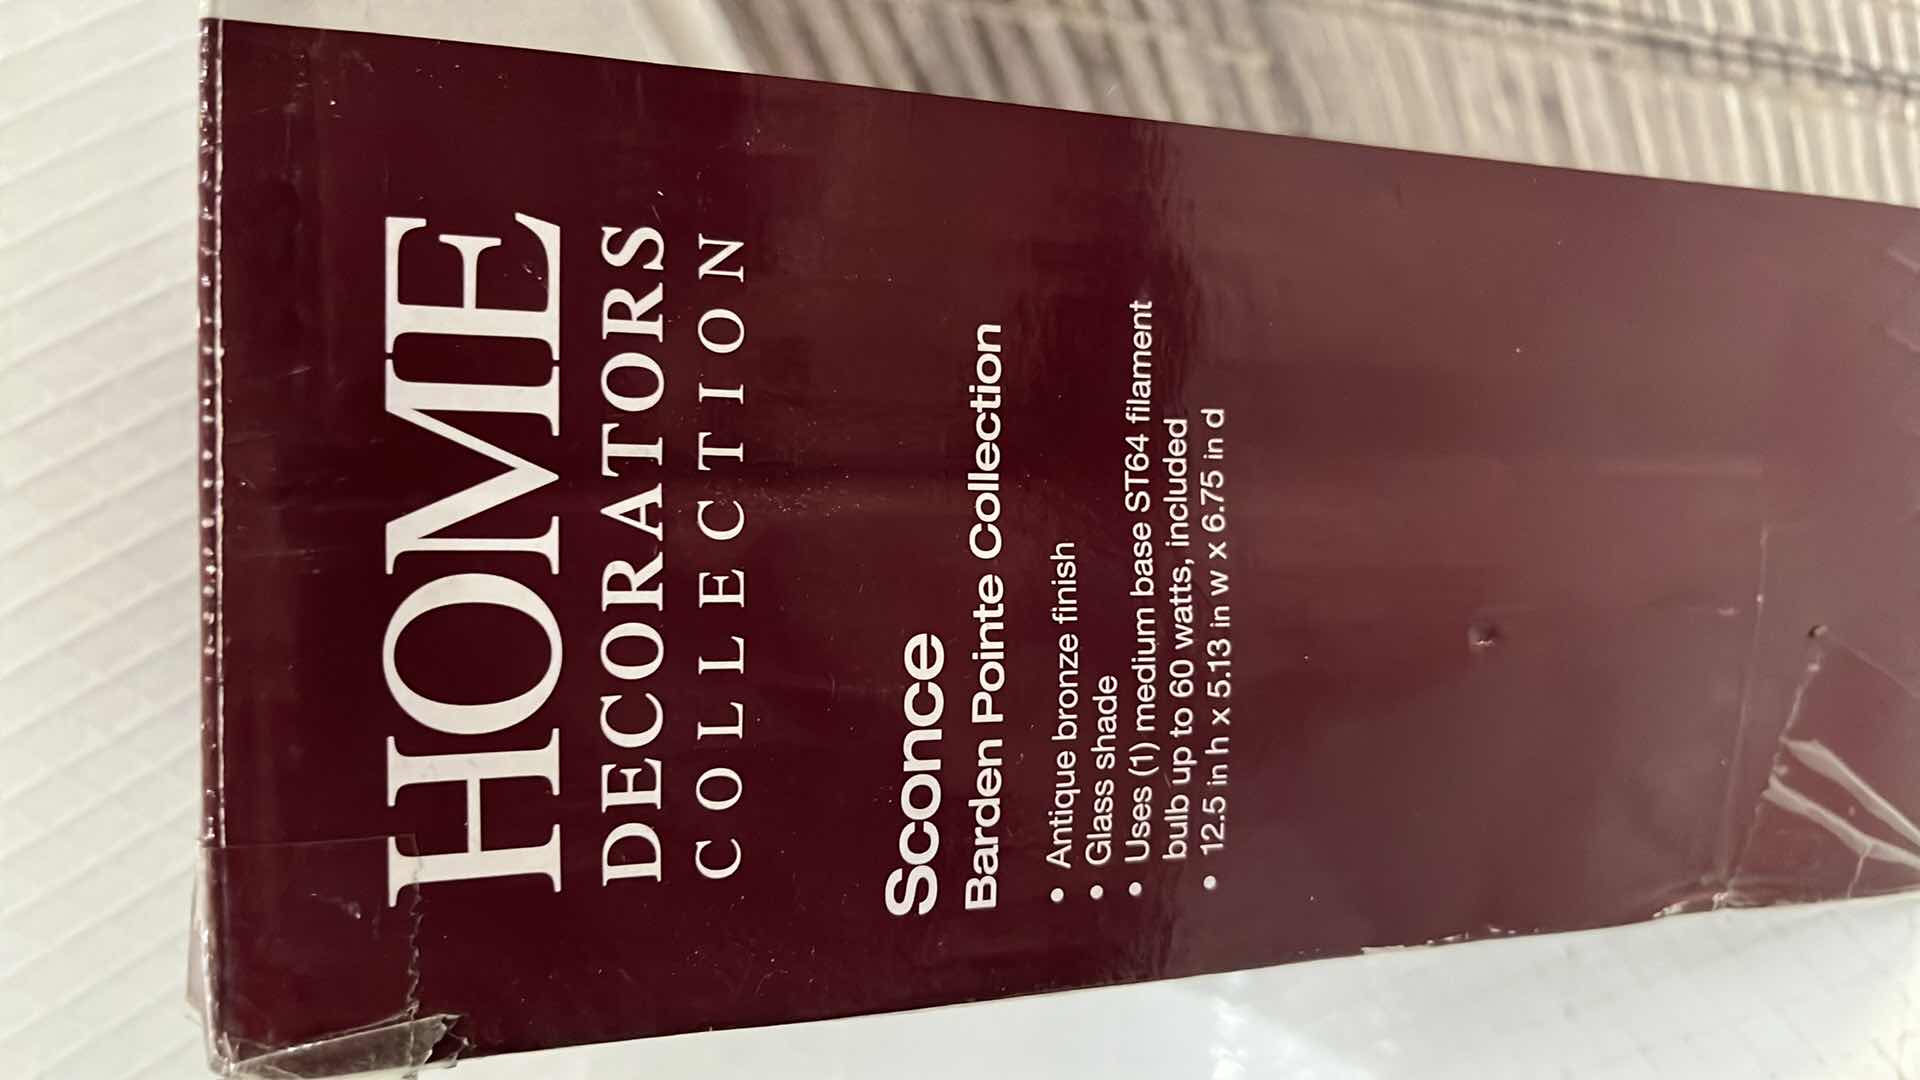 HOME
DECORATORS
COLLECTION
Sconce
Barden Pointe Collection
• Antique bronze finish
• Glass shade
• Uses (1) medium base ST64 filament
bulb up to 60 watts, included
• 12.5 in h x 5.13 in w x 6.75 in d